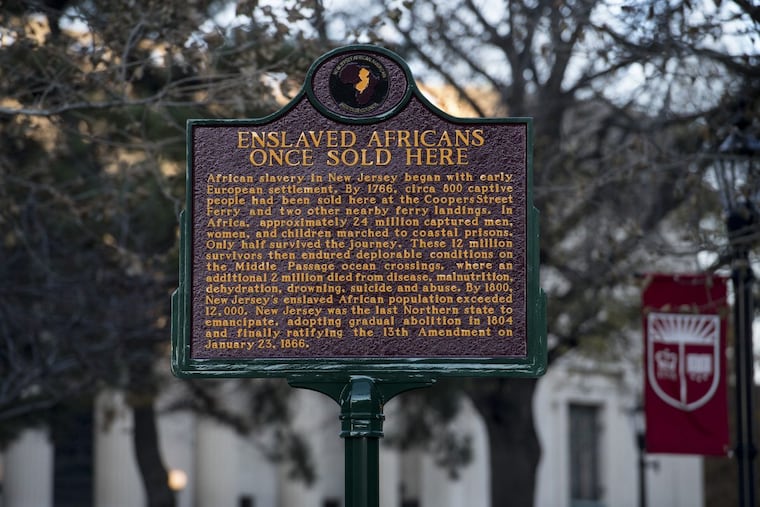 ENSLAVED AFRICANS
ONCE SOLD HERE
African slavery in New Jersey began with early
European settlement. By 1766, circa 800 captive
people had been sold here at the Coopers Street
Ferry and two other nearby ferry landings. In
Africa, approximately 24 million captured men,
women, and children marched to coastal prisons.
Only half survived the journey. These 12 million
survivors then endured deplorable conditions on
the Middle Passage ocean crossings, where an
additional 2 million died from disease, malnutrition,
dehydration, drowning, suicide and abuse. By 1800,
New Jersey's enslaved African population exceeded
12,000. New Jersey was the last Northern state to
emancipate, adopting gradual abolition in 1804
and finally ratifying the 13th Amendment on
January 23, 1866.